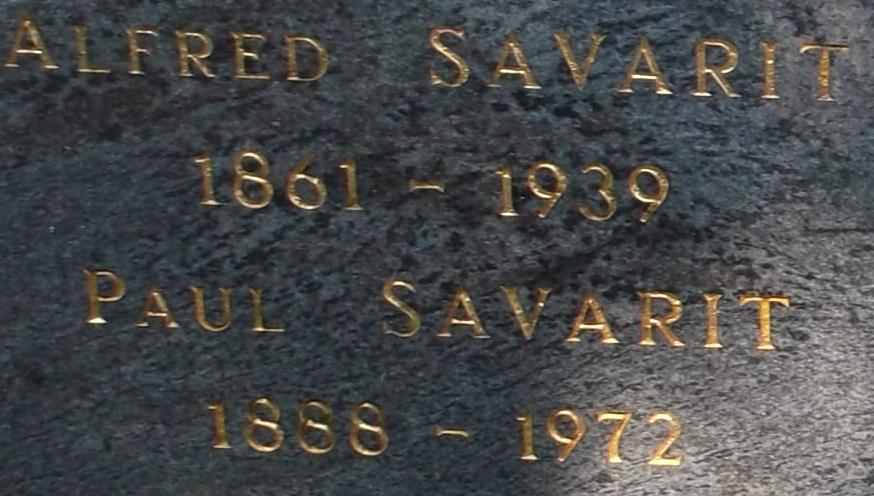 ALFRED SAVARIT
1861 - 1939
PAUL SAVARIT
1888 - 1972